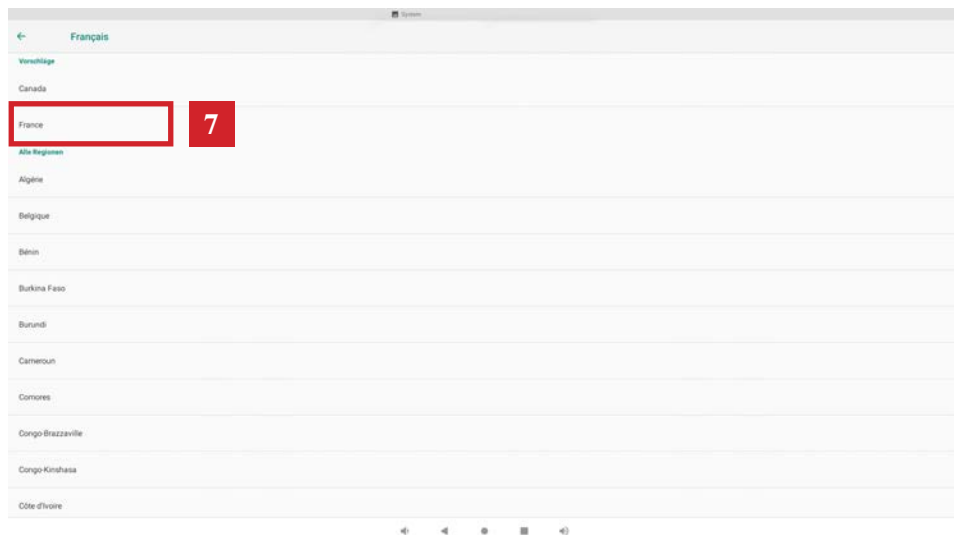 System
Français
Vorschläge
Canada
France
7
Alle Regionen
Algérie
Belgique
Bénin
Burkina Faso
Burundi
Cameroun
Comores
Congo-Brazzaville
Congo-Kinshasa
Côte d'Ivoire